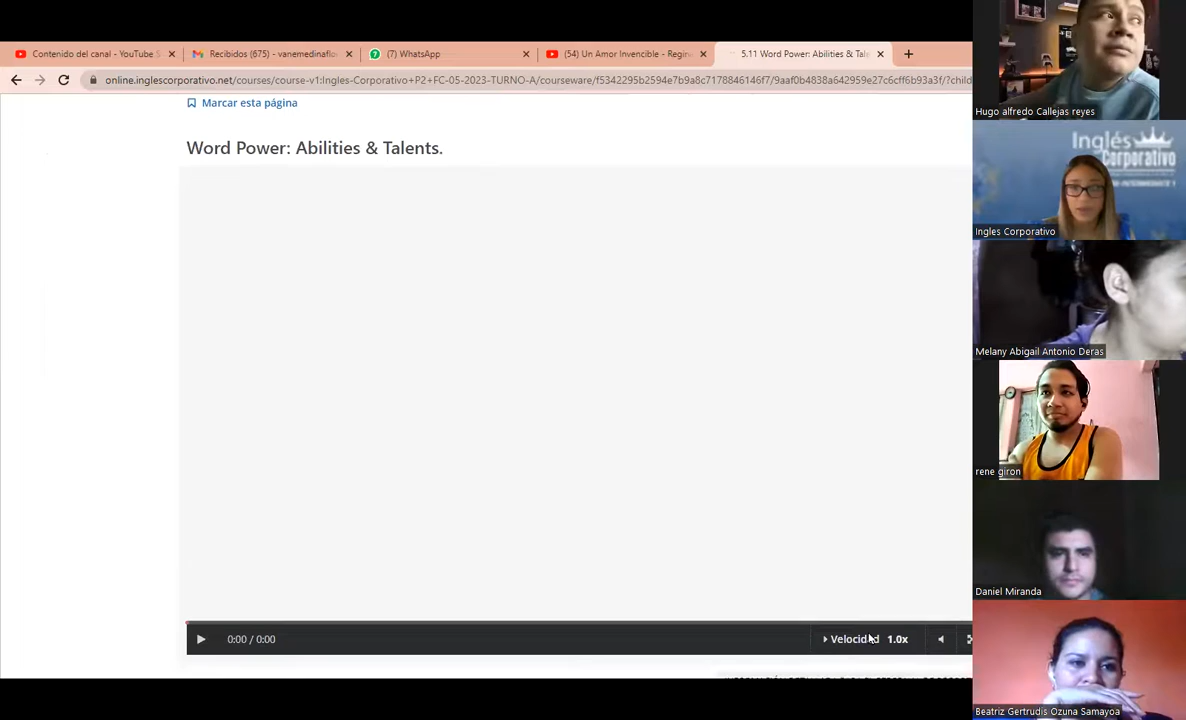 Contenido del canal - YouTube S
Recibidos (675) - vanemedinaflo
(7) WhatsApp
(54) Un Amor Invencible - Regin
5.11 Word Power: Abilities & Tale
online.inglescorporativo.net/courses/course-v1:Ingles-Corporativo+P2+FC-05-2023-TURNO-A/courseware/f5342295b2594e7b9a8c7178846146f7/9aaf0b4838a642959e27c6cff6b93a3f/?child
Marcar esta página
Word Power: Abilities & Talents.
0:00 / 0:00
Velocidad 1.0x
Hugo alfredo Callejas reyes
Inglés
Corporativo
Ingles Corporativo
Melany Abigail Antonio Deras
rene giron
Daniel Miranda
Beatriz Gertrudis Ozuna Samayoa